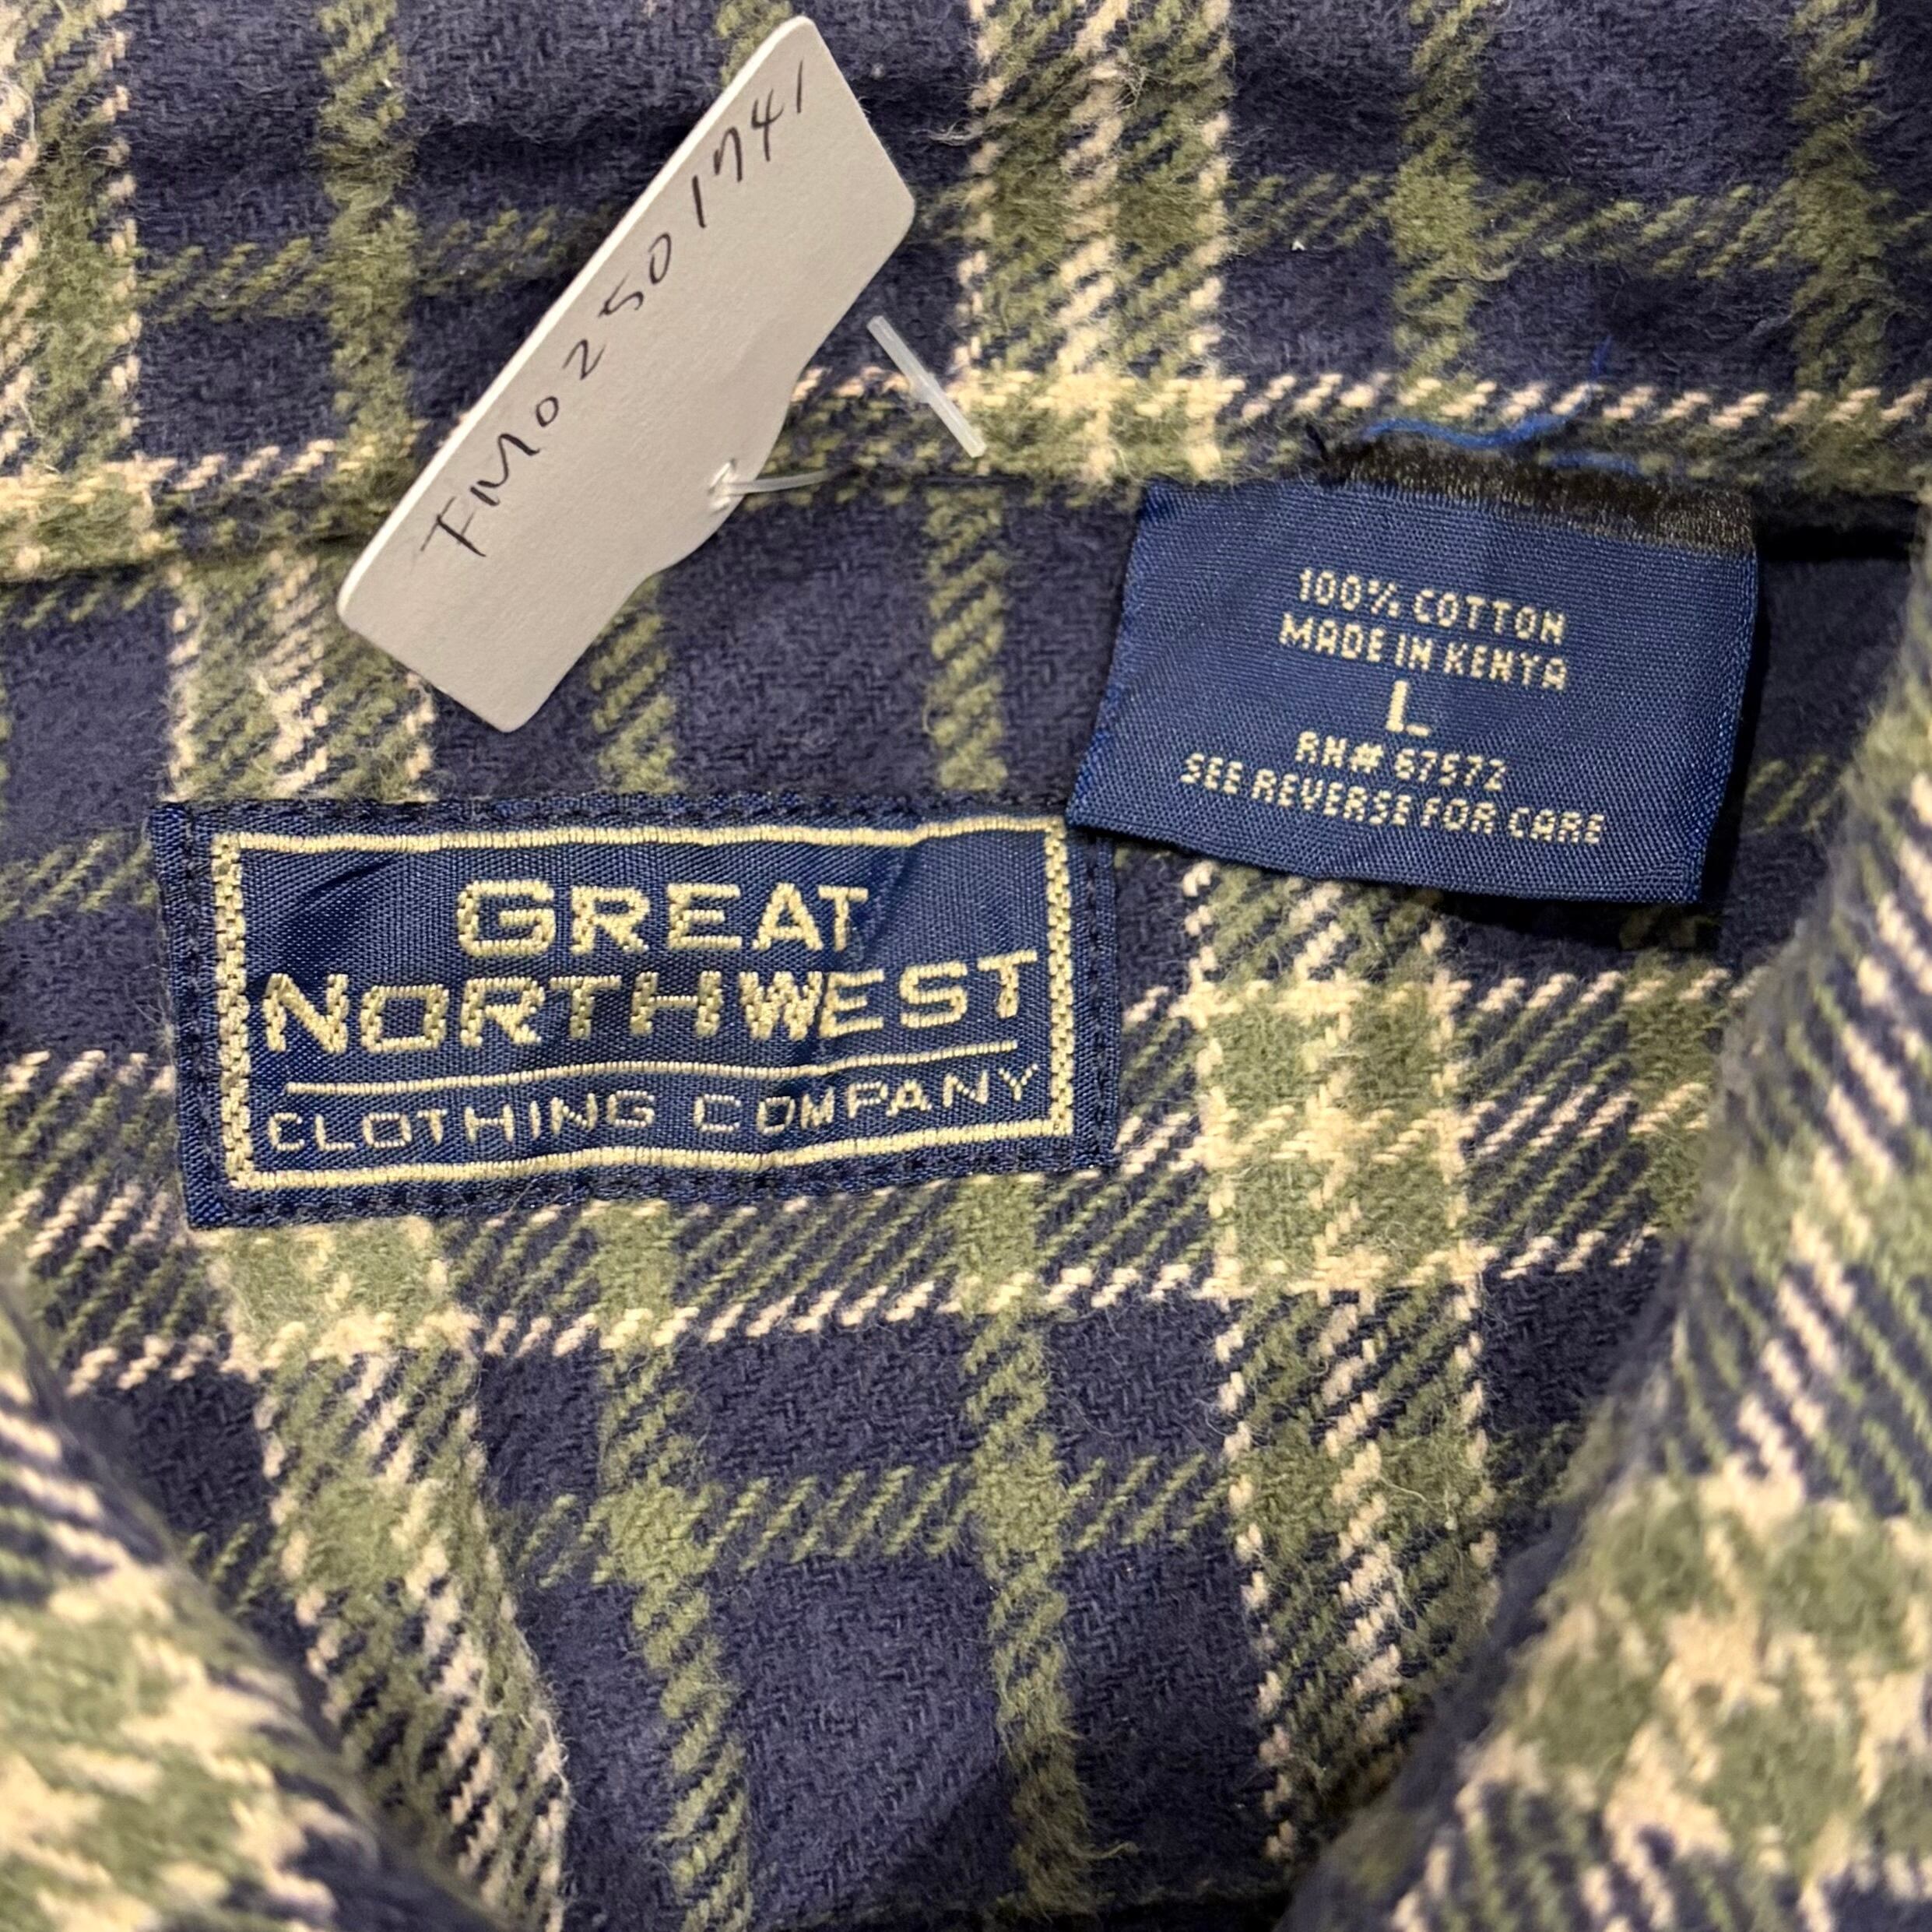 FM02501741
100% COTTON
MADE IN KENYA
L
RN# 67572
SEE REVERSE FOR CARE
GREAT
NORTHWEST
CLOTHING COMPANY